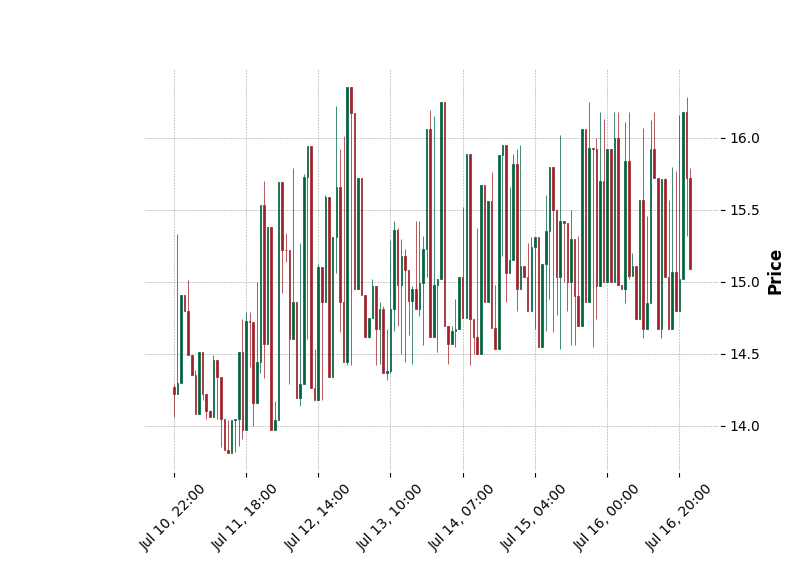 16.0
15.5
15.0
14.5
14.0
Price
Jul 10, 22:00
Jul 11, 18:00
Jul 12, 14:00
Jul 13, 10:00
Jul 14, 07:00
Jul 15, 04:00
Jul 16, 00:00
Jul 16, 20:00